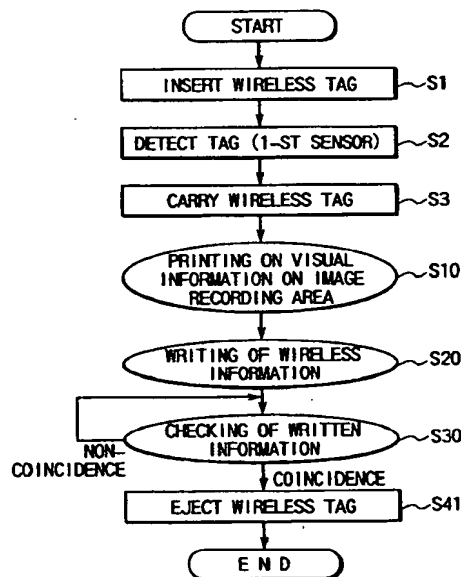 START
INSERT WIRELESS TAG
S1
DETECT TAG (1-ST SENSOR)
S2
CARRY WIRELESS TAG
S3
PRINTING ON VISUAL
INFORMATION ON IMAGE
RECORDING AREA
S10
WRITING OF WIRELESS
INFORMATION
S20
CHECKING OF WRITTEN
INFORMATION
S30
NON-
COINCIDENCE
COINCIDENCE
EJECT WIRELESS TAG
S41
END